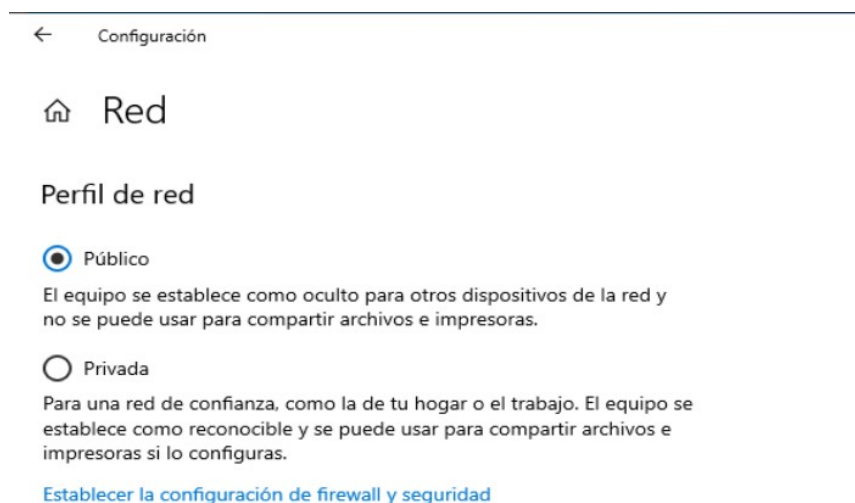 Configuración
Red
Perfil de red
Público
El equipo se establece como oculto para otros dispositivos de la red y
no se puede usar para compartir archivos e impresoras.
Privada
Para una red de confianza, como la de tu hogar o el trabajo. El equipo se
establece como reconocible y se puede usar para compartir archivos e
impresoras si lo configuras.
Establecer la configuración de firewall y seguridad